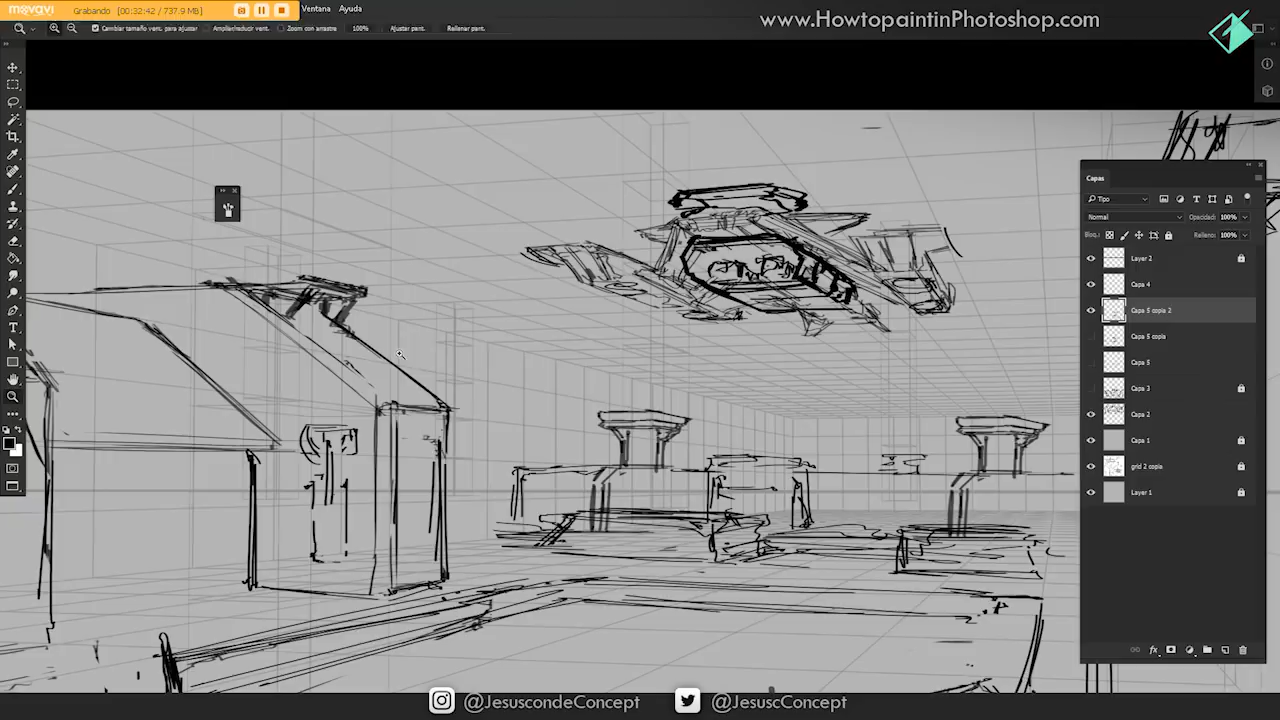 movavi
Grabando [00:32:42 / 737.9 MB]
Ventana Ayuda
www.HowtopaintinPhotoshop.com
Cambiar tamaño vent. para ajustar Ampliar/reducir vent. Zoom con arrastre 100% Ajustar pant. Rellenar pant.
Capas
Tipo
Normal Opacidad: 100%
Bloq.: Relleno: 100%
Layer 2
Capa 4
Capa 5 copia 2
Capa 5 copia
Capa 5
Capa 3
Capa 2
Capa 1
grid 2 copia
Layer 1
fx
@JesuscondeConcept @JesuscConcept